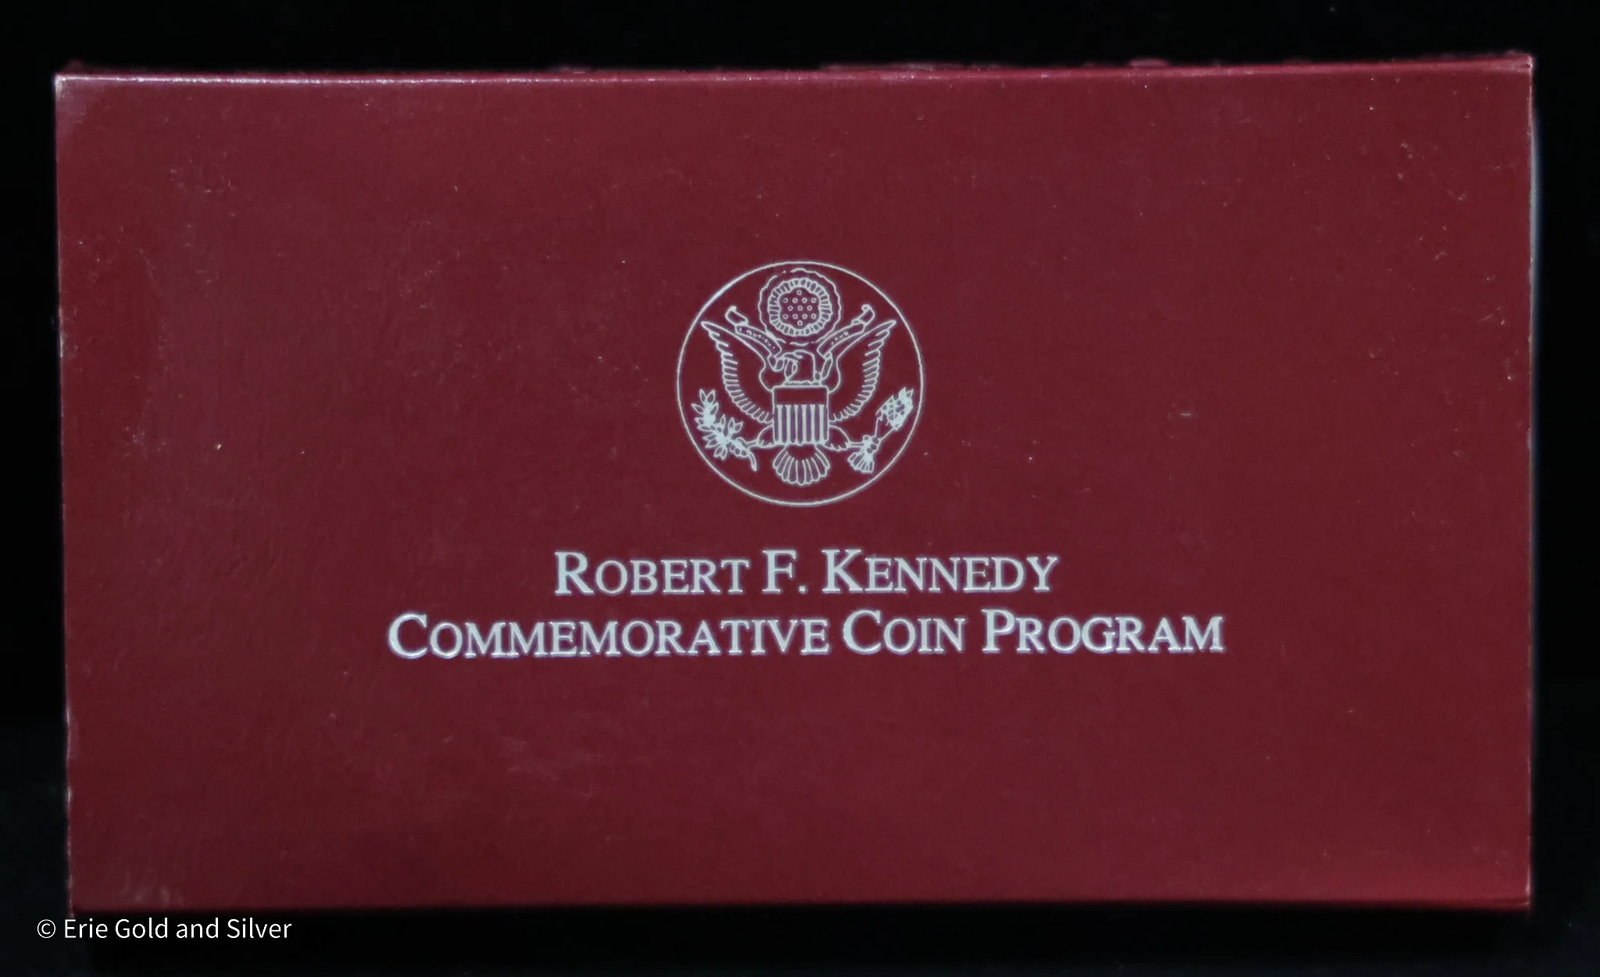 ROBERT F. KENNEDY
COMMEMORATIVE COIN PROGRAM
© Erie Gold and Silver